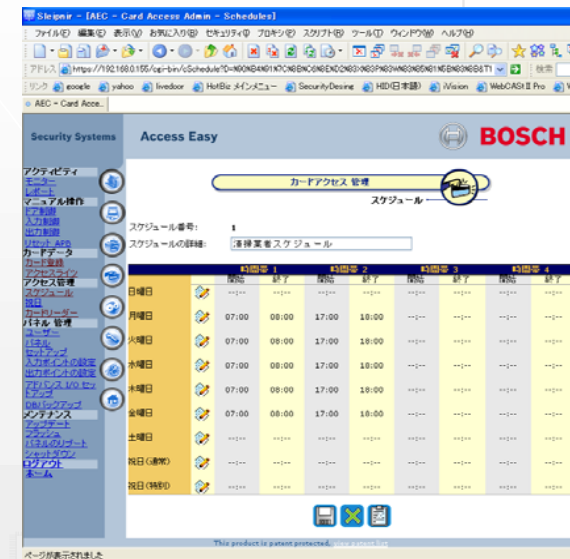 Sleipnir - [AEC - Card Access Admin - Schedules]
ファイル(F) 編集(E) 表示(V) お気に入り(B) セキュリティ(Q) プロキシ(P) スクリプト(R) ツール(T) ウィンドウ(W) ヘルプ(H)
アドレス
検索
リンク google yahoo livedoor HotBiz メインメニュー SecurityDesine HID(日本語) iVision WebCASt II Pro
AEC - Card Acce..
Security Systems Access Easy BOSCH
アクティビティ
モニター
レポート
マニュアル操作
ドア制御
入力制御
出力制御
リセット APB
カードデータ
カード登録
アクセスライン
アクセス管理
スケジュール
祝日
カードリーダー
パネル 管理
ユーザー
パネル
セットアップ
入力ポイントの設定
出力ポイントの設定
アドバンス I/O セットアップ
DBバックアップ
メンテナンス
アップデート
フラッシュ
パネルのリブート
シャットダウン
ログアウト
ホーム
カードアクセス 管理
スケジュール
スケジュール番号: 1
スケジュールの詳細: 清掃業者スケジュール
時間帯 1 時間帯 2 時間帯 3 時間帯 4
開始 終了 開始 終了 開始 終了 開始 終了
日曜日 --:-- --:-- --:-- --:-- --:-- --:-- --:-- --:--
月曜日 07:00 08:00 17:00 18:00 --:-- --:-- --:-- --:--
火曜日 07:00 08:00 17:00 18:00 --:-- --:-- --:-- --:--
水曜日 07:00 08:00 17:00 18:00 --:-- --:-- --:-- --:--
木曜日 07:00 08:00 17:00 18:00 --:-- --:-- --:-- --:--
金曜日 07:00 08:00 17:00 18:00 --:-- --:-- --:-- --:--
土曜日 --:-- --:-- --:-- --:-- --:-- --:-- --:-- --:--
祝日(通常) --:-- --:-- --:-- --:-- --:-- --:-- --:-- --:--
祝日(特別) --:-- --:-- --:-- --:-- --:-- --:-- --:-- --:--
This product is patent protected, view patent list
ページが表示されました